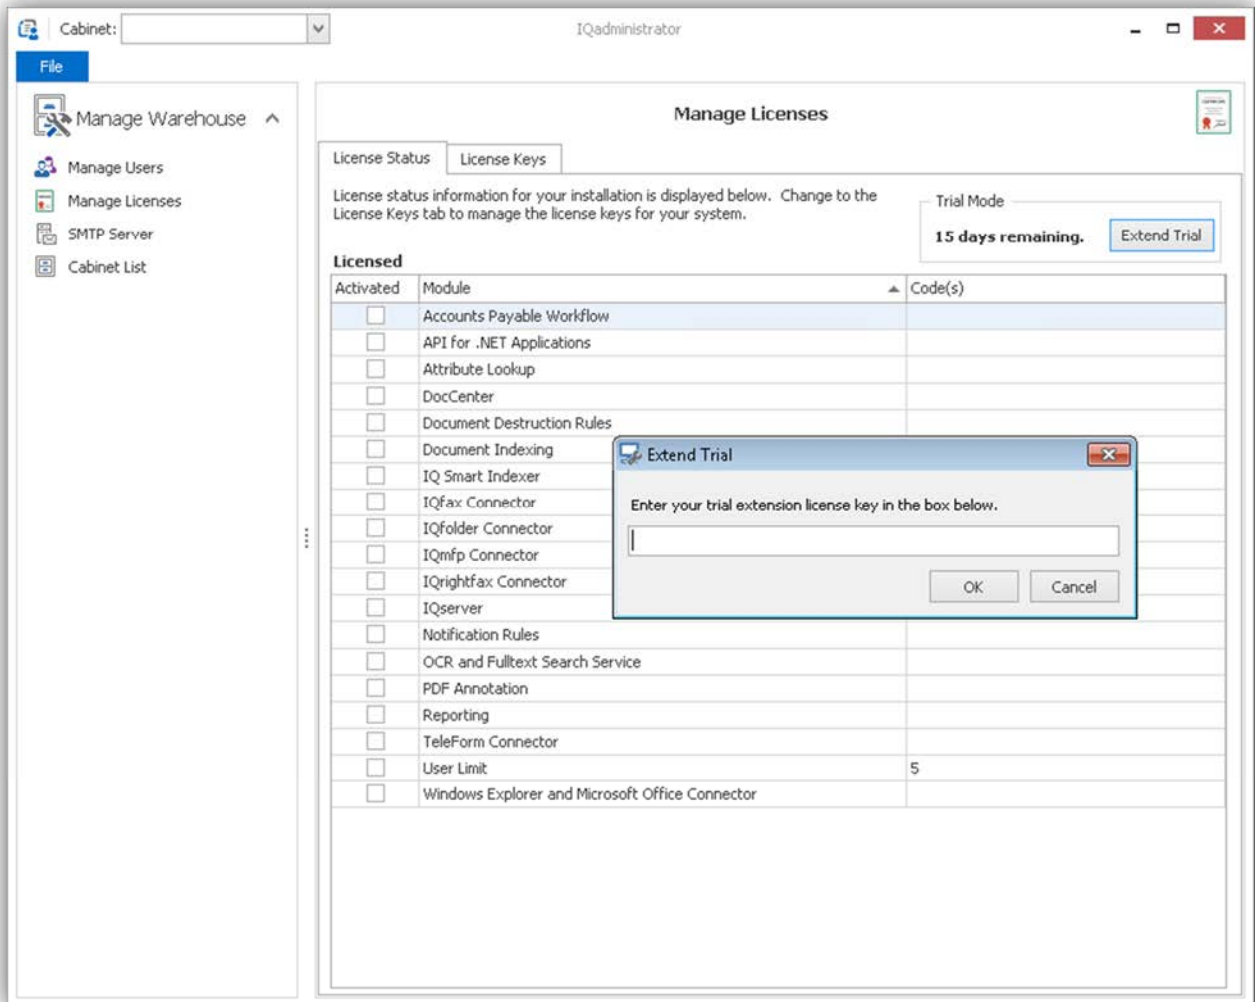 Cabinet:
IQadministrator
File
Manage Warehouse
Manage Users
Manage Licenses
SMTP Server
Cabinet List
Manage Licenses
License Status
License Keys
License status information for your installation is displayed below. Change to the
License Keys tab to manage the license keys for your system.
Trial Mode
15 days remaining.
Extend Trial
Licensed
Activated Module Code(s)
Accounts Payable Workflow
API for .NET Applications
Attribute Lookup
DocCenter
Document Destruction Rules
Document Indexing
IQ Smart Indexer
IQfax Connector
IQfolder Connector
IQmfp Connector
IQrightfax Connector
IQserver
Notification Rules
OCR and Fulltext Search Service
PDF Annotation
Reporting
TeleForm Connector
User Limit 5
Windows Explorer and Microsoft Office Connector
Extend Trial
Enter your trial extension license key in the box below.
OK
Cancel